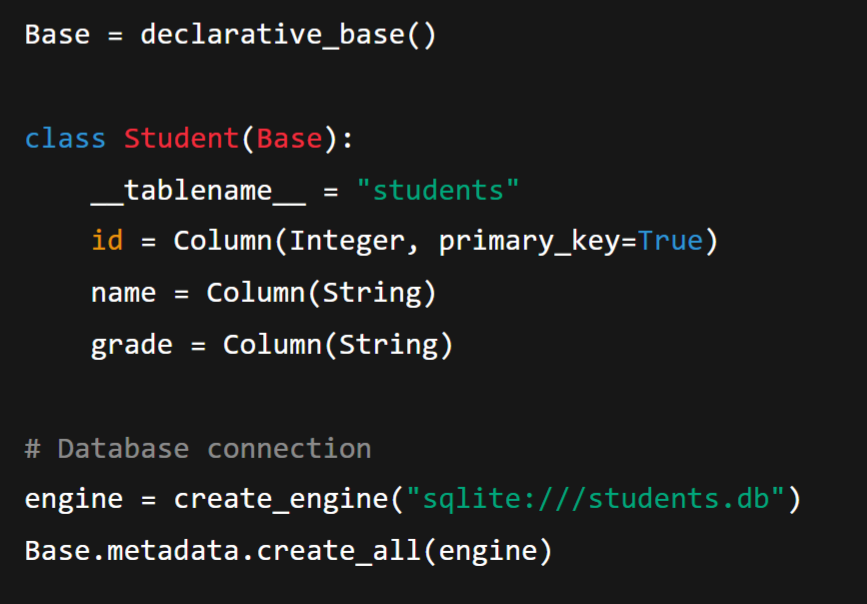 Base = declarative_base()
class Student(Base):
    __tablename__ = "students"
    id = Column(Integer, primary_key=True)
    name = Column(String)
    grade = Column(String)
# Database connection
engine = create_engine("sqlite:///students.db")
Base.metadata.create_all(engine)